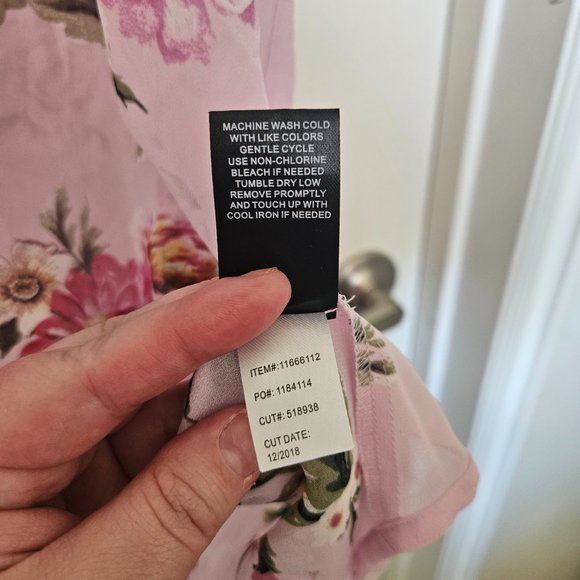 MACHINE WASH COLD
WITH LIKE COLORS
GENTLE CYCLE
USE NON-CHLORINE
BLEACH IF NEEDED
TUMBLE DRY LOW
REMOVE PROMPTLY
AND TOUCH UP WITH
COOL IRON IF NEEDED
ITEM#:11666112
PO#: 1184114
CUT#: 518938
CUT DATE:
12/2018